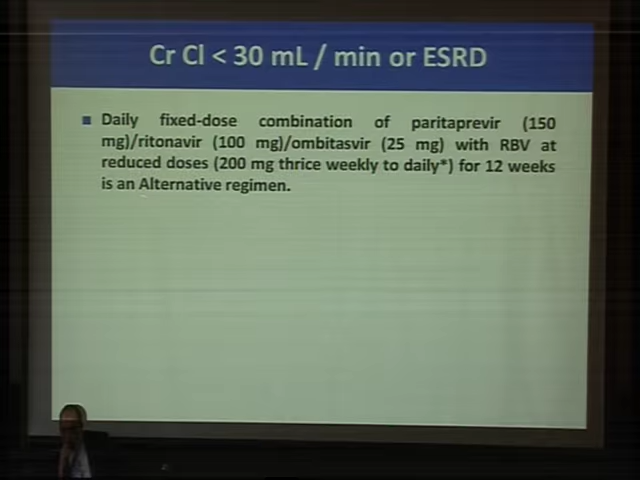 Cr Cl < 30 mL / min or ESRD
Daily fixed-dose combination of paritaprevir (150
mg)/ritonavir (100 mg)/ombitasvir (25 mg) with RBV at
reduced doses (200 mg thrice weekly to daily*) for 12 weeks
is an Alternative regimen.